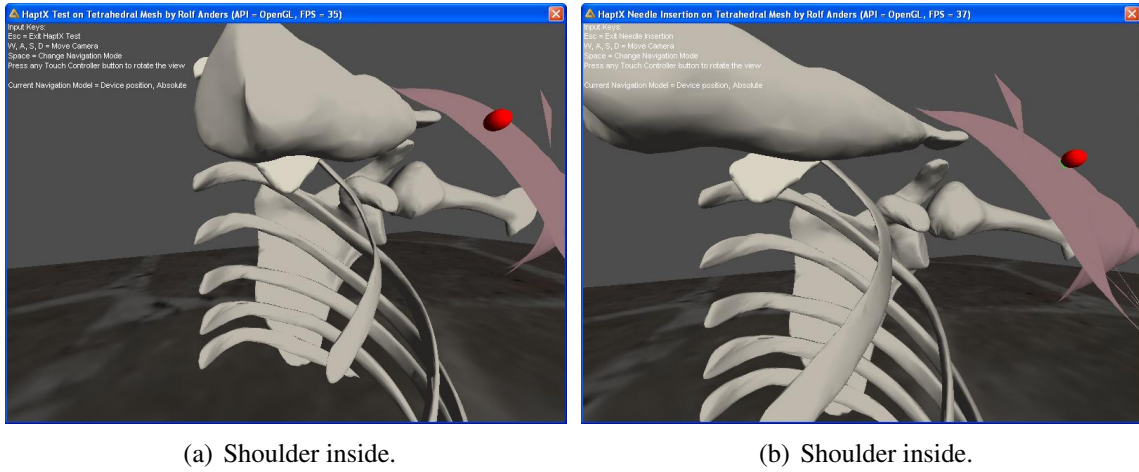 HaptX Test on Tetrahedral Mesh by Rolf Anders (API - OpenGL, FPS - 35)
Input Keys:
Esc = Exit HaptX Test
W, A, S, D = Move Camera
Space = Change Navigation Mode
Press any Touch Controller button to rotate the view
Current Navigation Model = Device position, Absolute
HaptX Needle Insertion on Tetrahedral Mesh by Rolf Anders (API - OpenGL, FPS - 37)
Input Keys:
Esc = Exit Needle Insertion
W, A, S, D = Move Camera
Space = Change Navigation Mode
Press any Touch Controller button to rotate the view
Current Navigation Model = Device position, Absolute
(a) Shoulder inside.
(b) Shoulder inside.